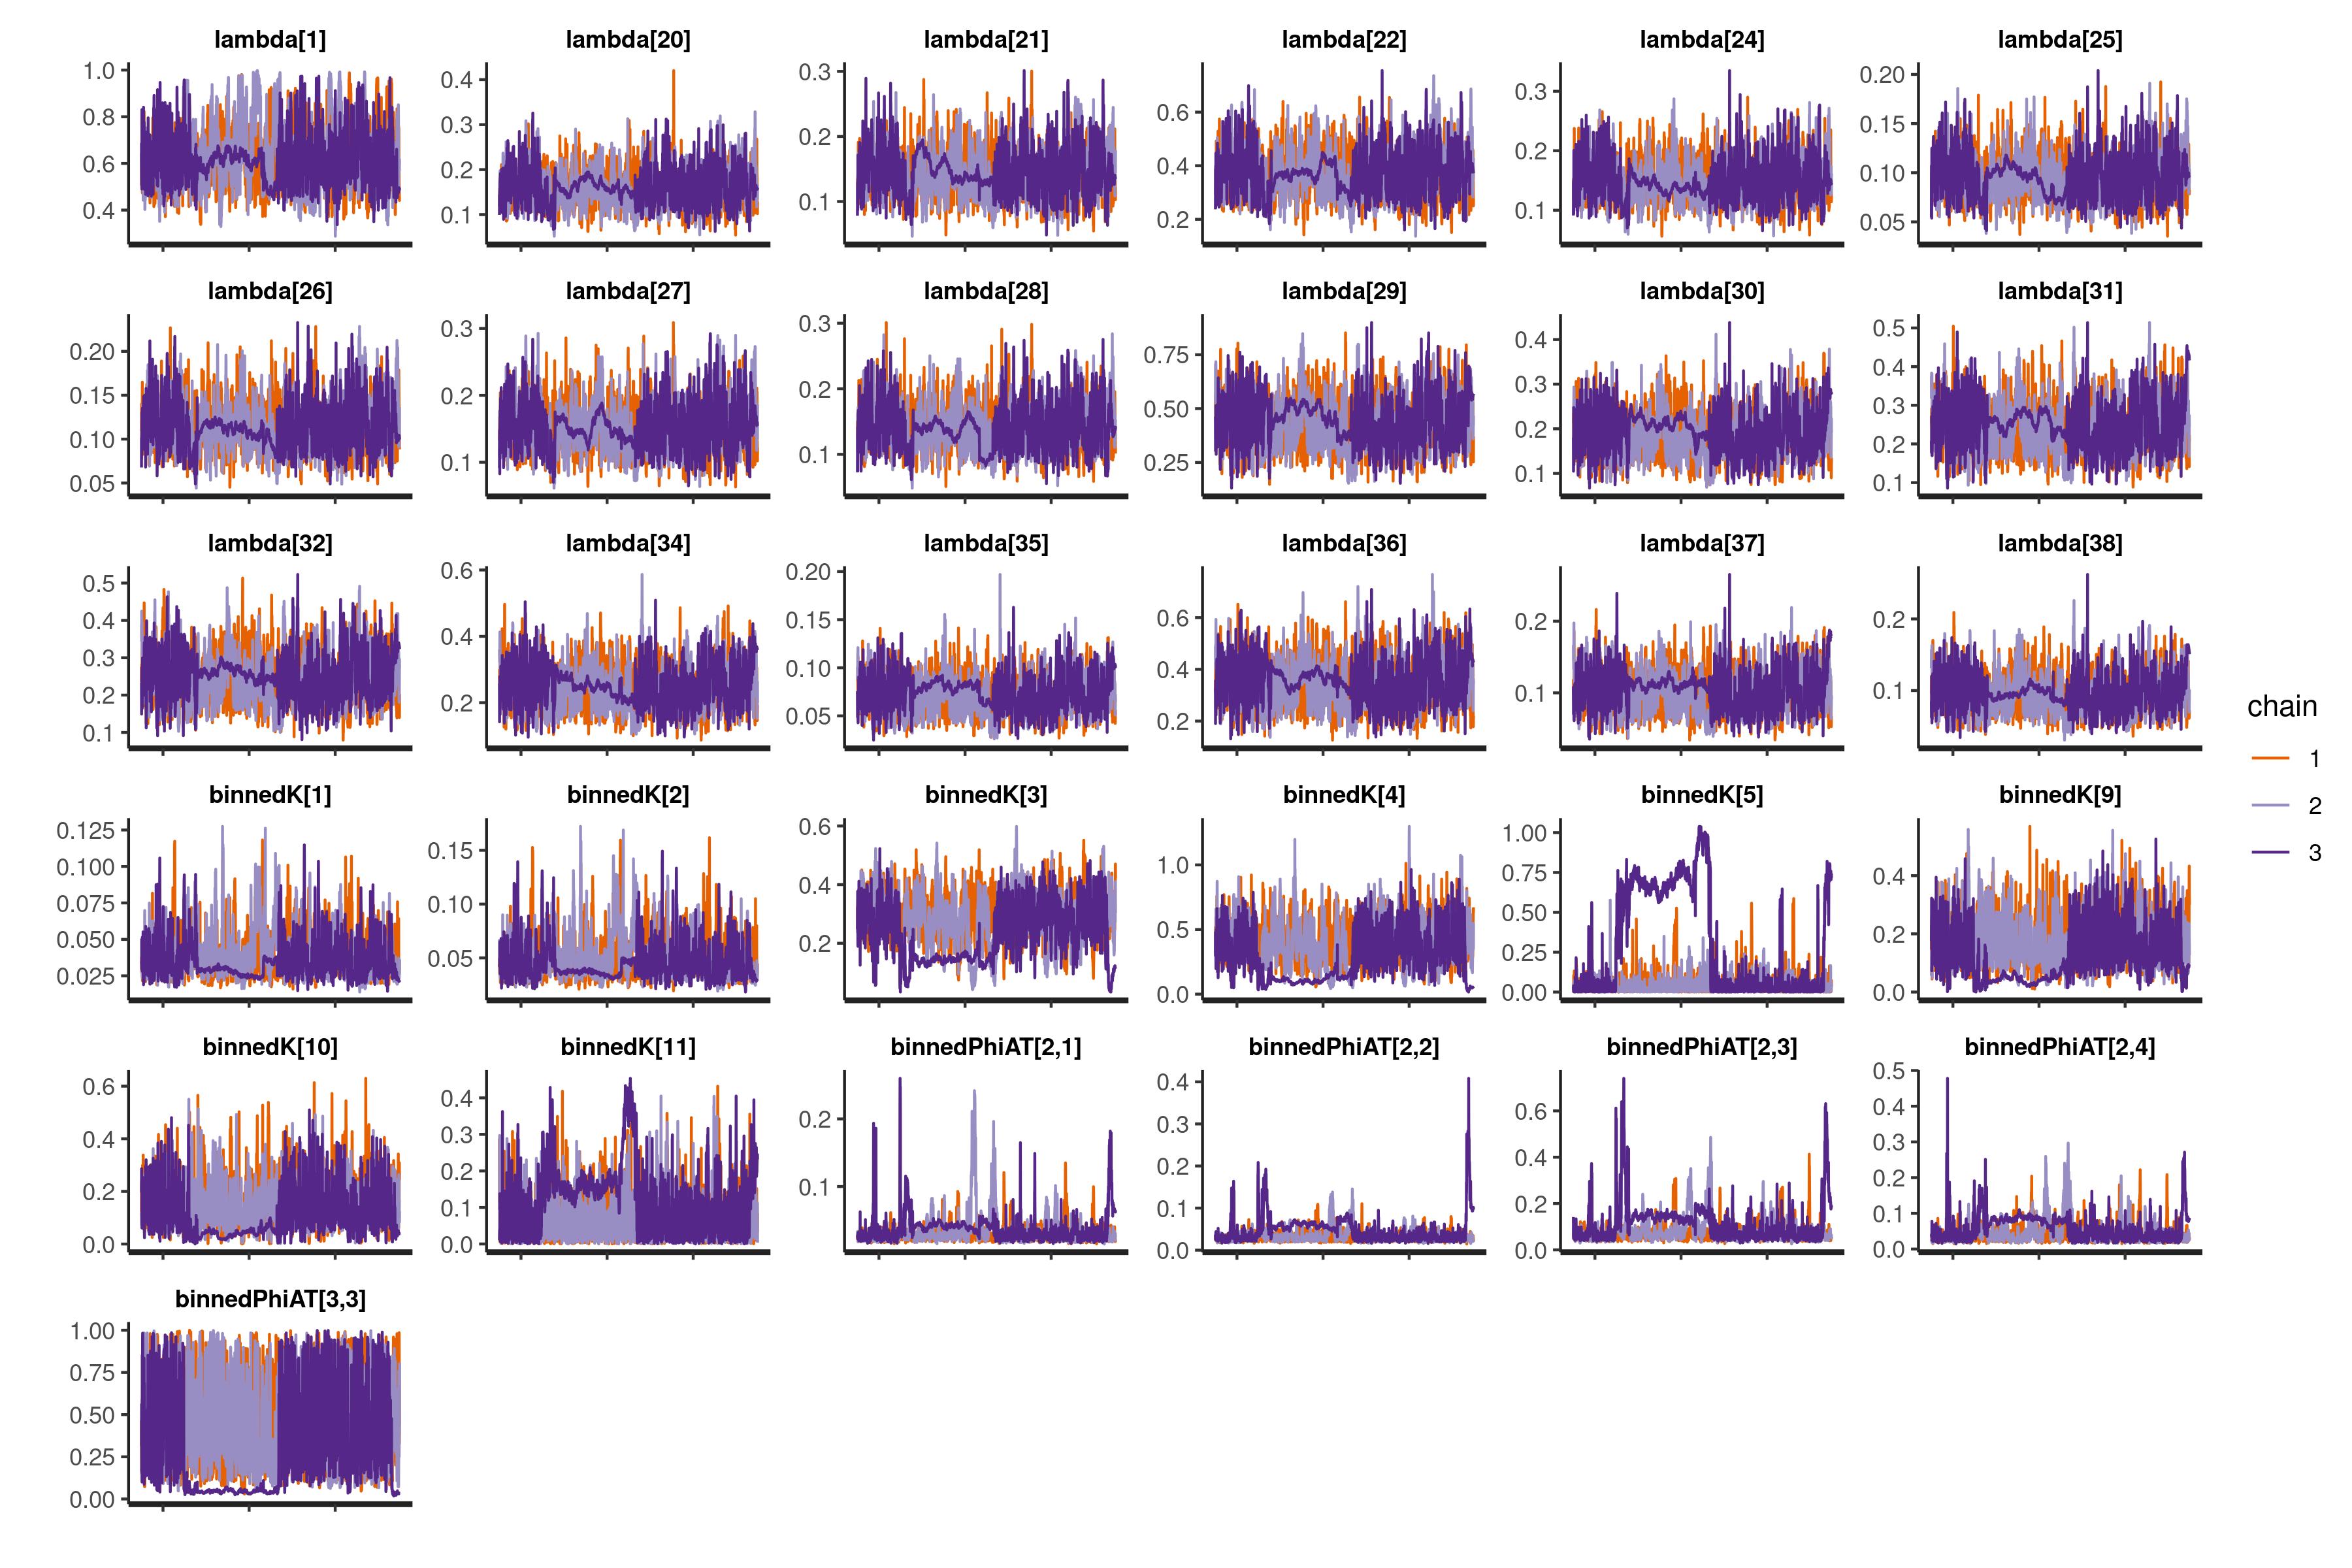 lambda[1] lambda[20] lambda[21] lambda[22] lambda[24] lambda[25]
1.0 0.8 0.6 0.4
0.4 0.3 0.2 0.1
0.3 0.2 0.1
0.6 0.4 0.2
0.3 0.2 0.1
0.20 0.15 0.10 0.05
lambda[26] lambda[27] lambda[28] lambda[29] lambda[30] lambda[31]
0.20 0.15 0.10 0.05
0.3 0.2 0.1
0.3 0.2 0.1
0.75 0.50 0.25
0.4 0.3 0.2 0.1
0.5 0.4 0.3 0.2 0.1
lambda[32] lambda[34] lambda[35] lambda[36] lambda[37] lambda[38]
0.5 0.4 0.3 0.2 0.1
0.6 0.4 0.2
0.20 0.15 0.10 0.05
0.6 0.4 0.2
0.2 0.1
0.2 0.1
binnedK[1] binnedK[2] binnedK[3] binnedK[4] binnedK[5] binnedK[9]
0.125 0.100 0.075 0.050 0.025
0.15 0.10 0.05
0.6 0.4 0.2
1.0 0.5 0.0
1.00 0.75 0.50 0.25 0.00
0.4 0.2 0.0
binnedK[10] binnedK[11] binnedPhiAT[2,1] binnedPhiAT[2,2] binnedPhiAT[2,3] binnedPhiAT[2,4]
0.6 0.4 0.2 0.0
0.4 0.3 0.2 0.1 0.0
0.2 0.1
0.4 0.3 0.2 0.1 0.0
0.6 0.4 0.2 0.0
0.5 0.4 0.3 0.2 0.1 0.0
binnedPhiAT[3,3]
1.00 0.75 0.50 0.25 0.00
chain
1
2
3